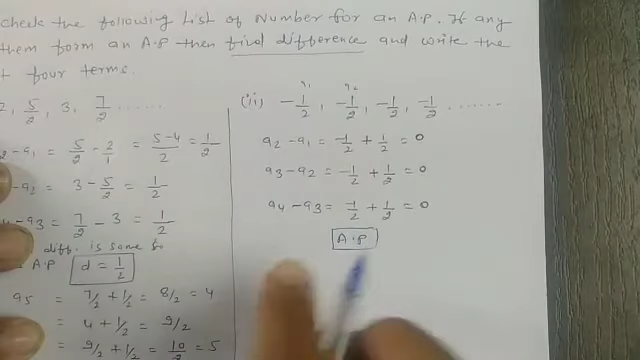 check the following List of Number for an A.P. If any
them form an A.P then find difference and write the
t four terms.
2, 5/2, 3, 7/2 ......
2-a1 = 5/2 - 2/1 = 5-4/2 = 1/2
-a2 = 3 - 5/2 = 1/2
4-a3 = 7/2 - 3 = 1/2
diff. is same so
= A.P d = 1/2
a5 = 7/2 + 1/2 = 8/2 = 4
= 4 + 1/2 = 9/2
= 9/2 + 1/2 = 10/2 = 5
a1 a2
(ii) -1/2, -1/2, -1/2, -1/2 .......
a2 - a1 = -1/2 + 1/2 = 0
a3 - a2 = -1/2 + 1/2 = 0
a4 - a3 = -1/2 + 1/2 = 0
A.P